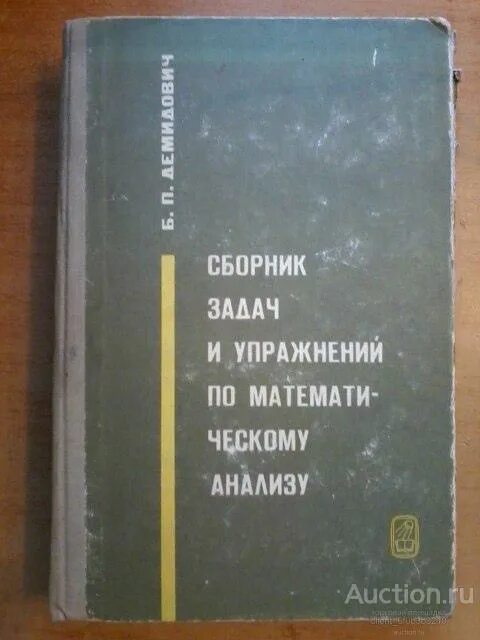 Б. П. ДЕМИДОВИЧ
СБОРНИК
ЗАДАЧ
И УПРАЖНЕНИЙ
ПО МАТЕМАТИ-
ЧЕСКОМУ
АНАЛИЗУ
Auction.ru